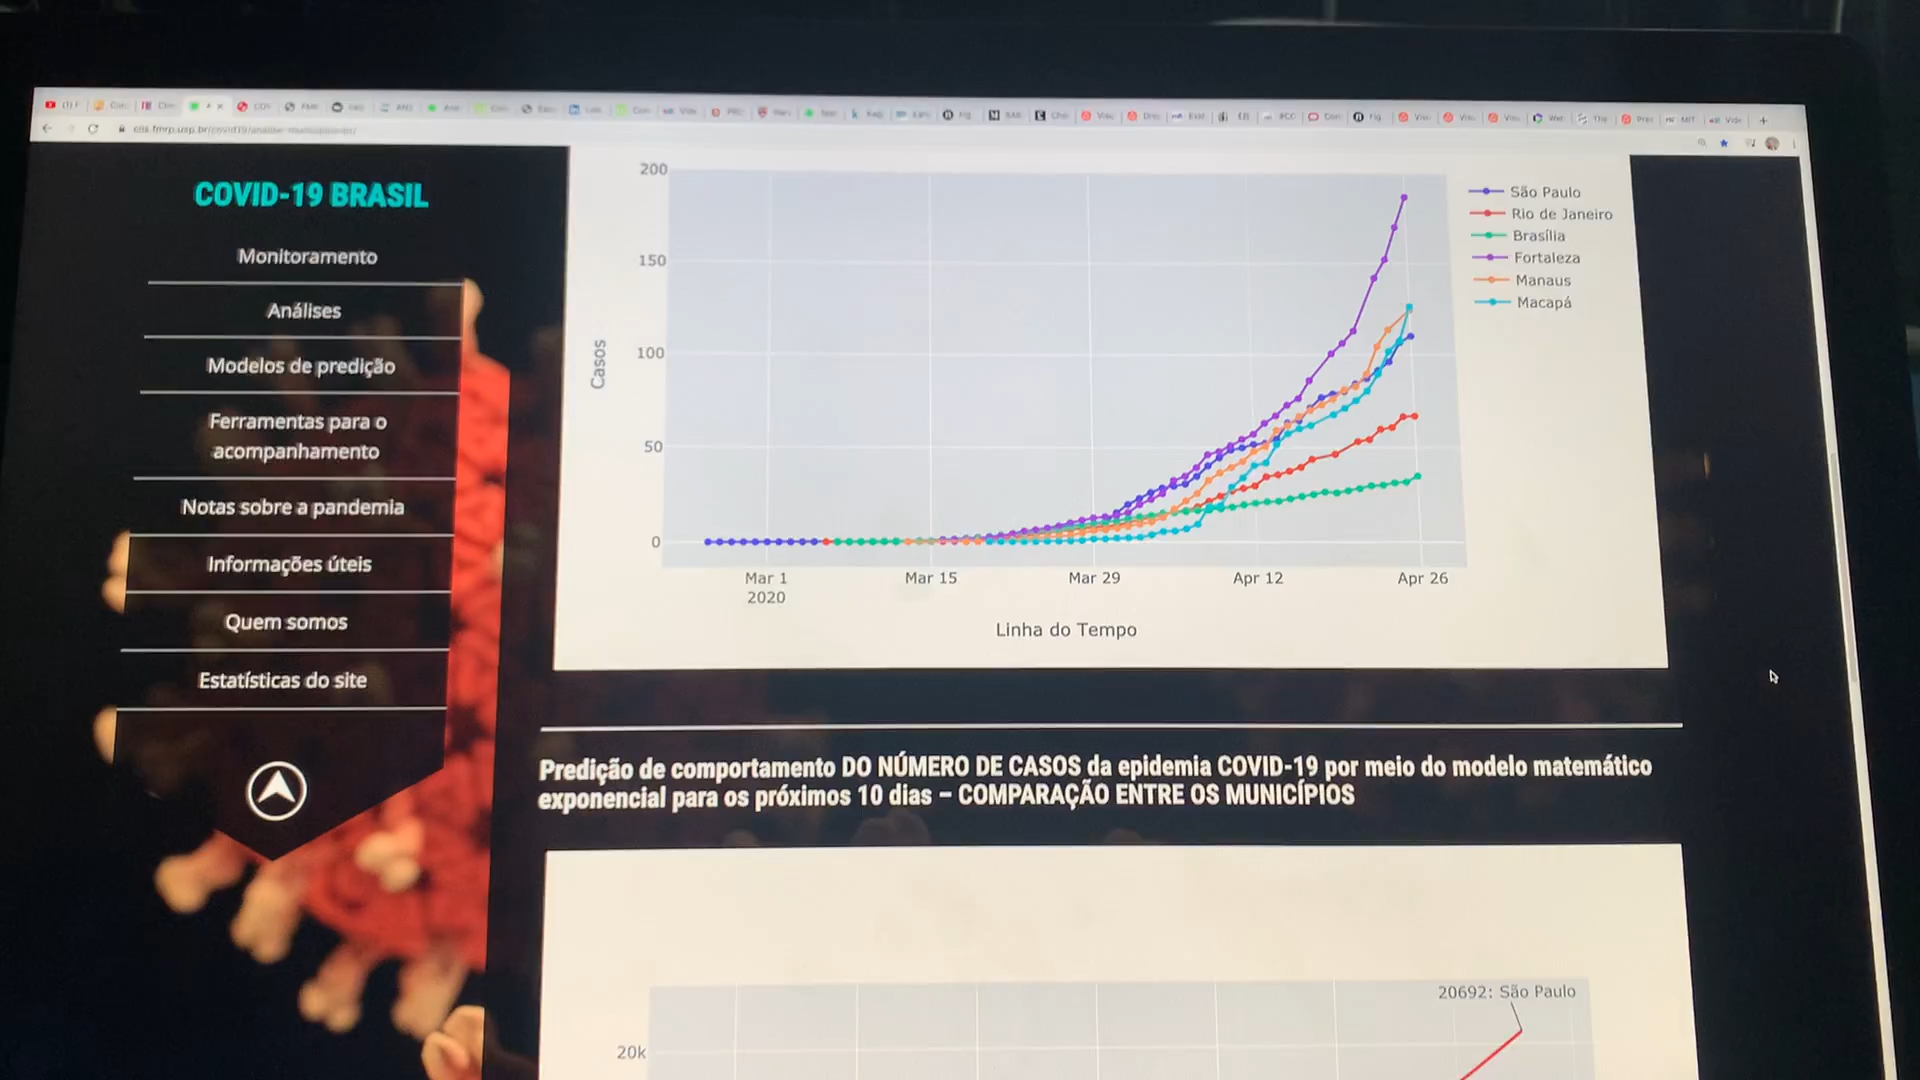 COVID-19 BRASIL
Monitoramento
Análises
Modelos de predição
Ferramentas para o
acompanhamento
Notas sobre a pandemia
Informações úteis
Quem somos
Estatísticas do site
200
150
100
50
0
Casos
Mar 1
2020
Mar 15
Mar 29
Apr 12
Apr 26
Linha do Tempo
São Paulo
Rio de Janeiro
Brasília
Fortaleza
Manaus
Macapá
Predição de comportamento DO NÚMERO DE CASOS da epidemia COVID-19 por meio do modelo matemático
exponencial para os próximos 10 dias – COMPARAÇÃO ENTRE OS MUNICÍPIOS
20692: São Paulo
20k